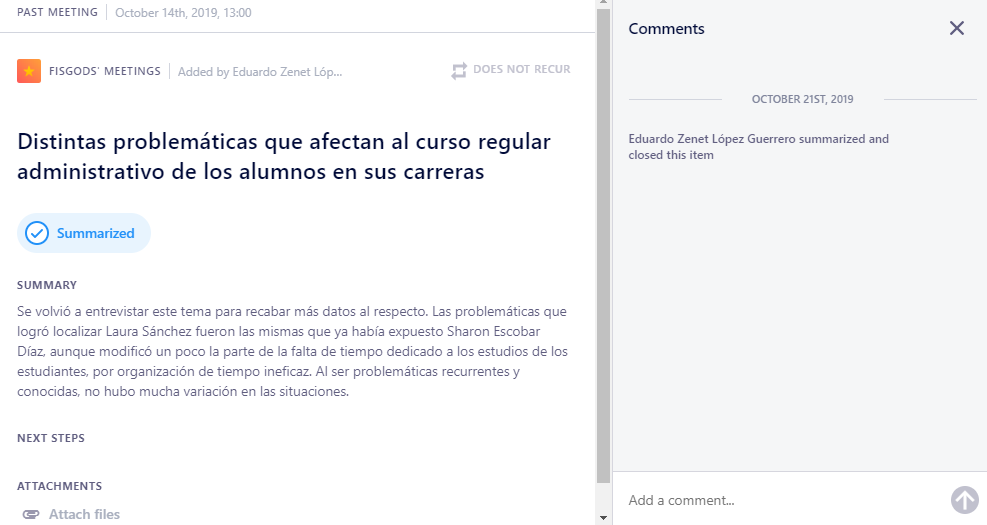 PAST MEETING October 14th, 2019, 13:00
FISGODS' MEETINGS Added by Eduardo Zenet Lóp... DOES NOT RECUR
Distintas problemáticas que afectan al curso regular
administrativo de los alumnos en sus carreras
Summarized
SUMMARY
Se volvió a entrevistar este tema para recabar más datos al respecto. Las problemáticas que
logró localizar Laura Sánchez fueron las mismas que ya había expuesto Sharon Escobar
Díaz, aunque modificó un poco la parte de la falta de tiempo dedicado a los estudios de los
estudiantes, por organización de tiempo ineficaz. Al ser problemáticas recurrentes y
conocidas, no hubo mucha variación en las situaciones.
NEXT STEPS
ATTACHMENTS
Attach files
Comments
OCTOBER 21ST, 2019
Eduardo Zenet López Guerrero summarized and
closed this item
Add a comment...